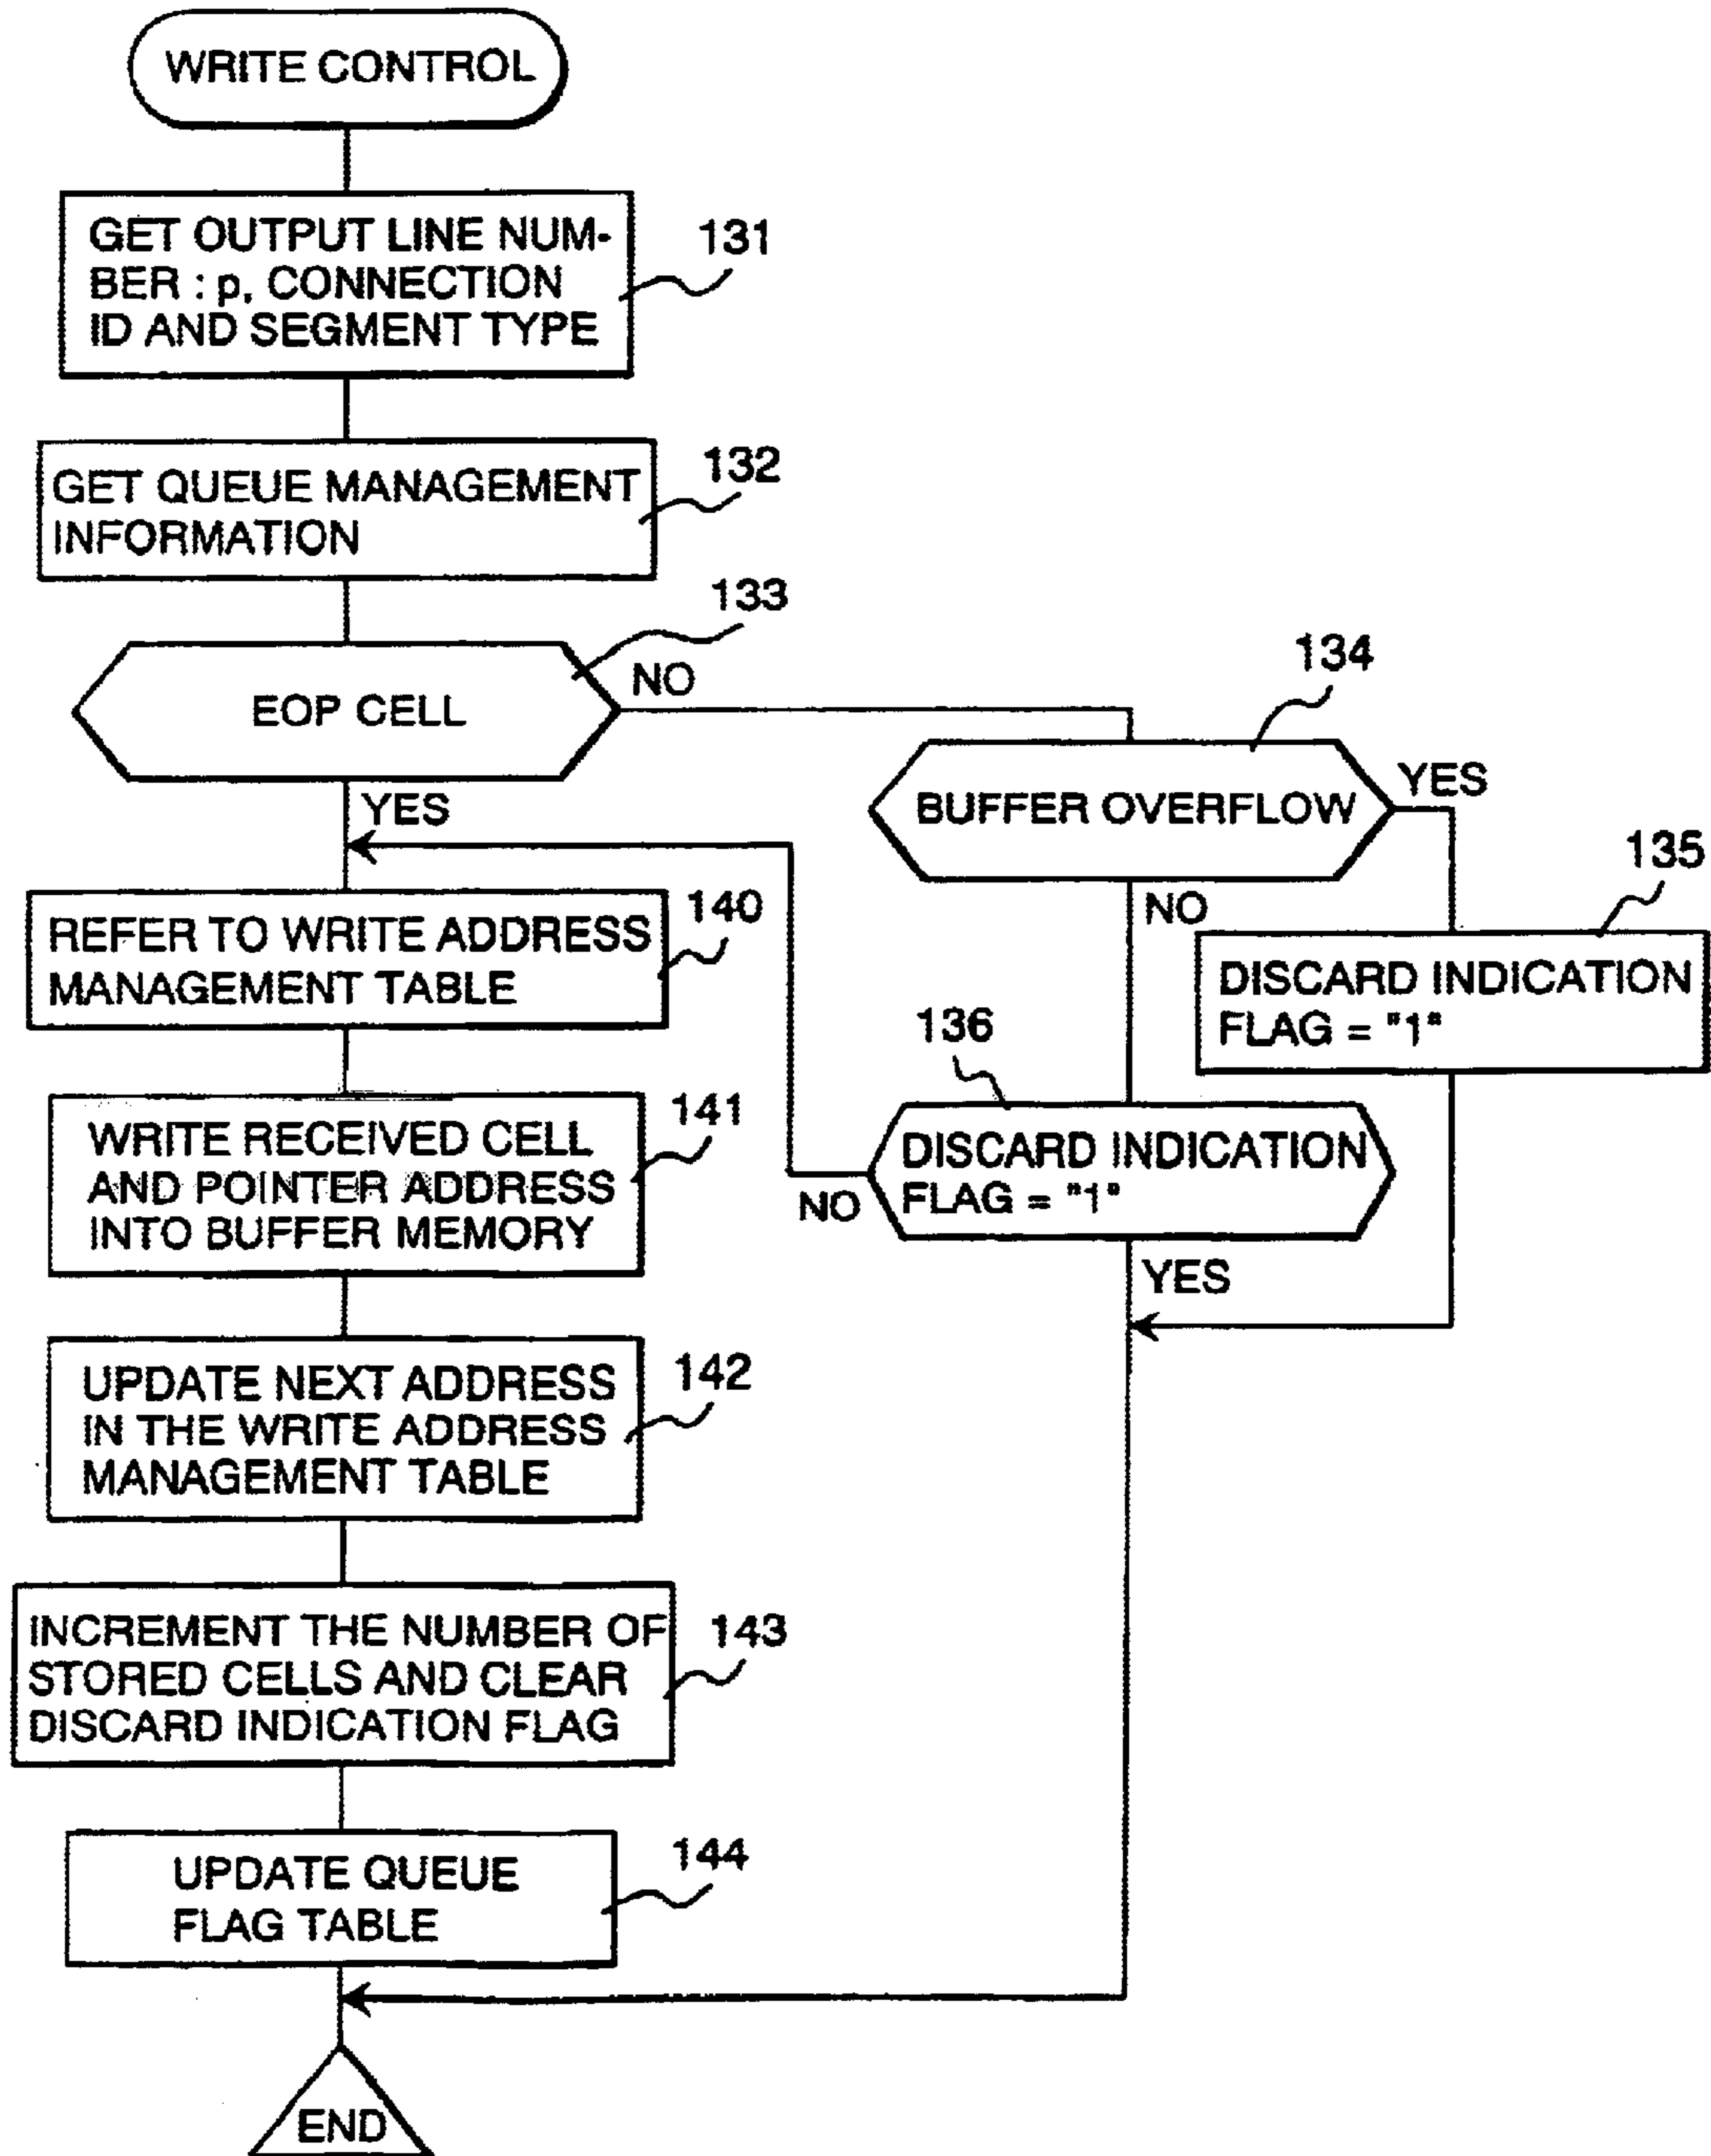 WRITE CONTROL
GET OUTPUT LINE NUM-
BER : p, CONNECTION
ID AND SEGMENT TYPE
131
GET QUEUE MANAGEMENT
INFORMATION
132
133
EOP CELL
NO
YES
134
BUFFER OVERFLOW
YES
NO
135
DISCARD INDICATION
FLAG = "1"
136
DISCARD INDICATION
FLAG = "1"
NO
YES
REFER TO WRITE ADDRESS
MANAGEMENT TABLE
140
WRITE RECEIVED CELL
AND POINTER ADDRESS
INTO BUFFER MEMORY
141
UPDATE NEXT ADDRESS
IN THE WRITE ADDRESS
MANAGEMENT TABLE
142
INCREMENT THE NUMBER OF
STORED CELLS AND CLEAR
DISCARD INDICATION FLAG
143
UPDATE QUEUE
FLAG TABLE
144
END